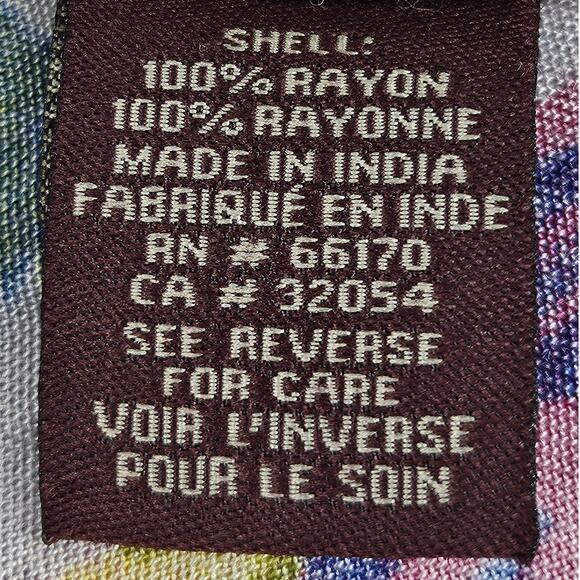 SHELL:
100% RAYON
100% RAYONNE
MADE IN INDIA
FABRIQUÉ EN INDE
RN # 66170
CA # 32054
SEE REVERSE
FOR CARE
VOIR L'INVERSE
POUR LE SOIN